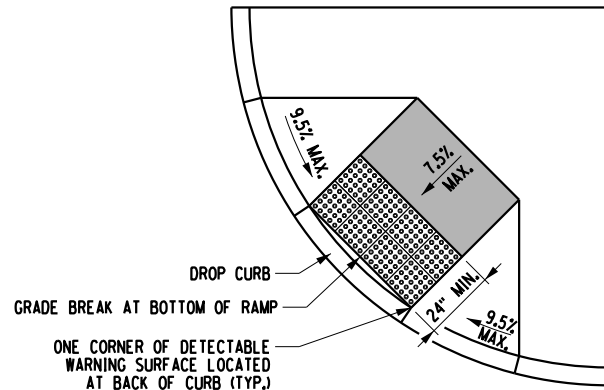 9.5% MAX.
7.5%
MAX.
DROP CURB
GRADE BREAK AT BOTTOM OF RAMP
24" MIN.
9.5%
MAX.
ONE CORNER OF DETECTABLE
WARNING SURFACE LOCATED
AT BACK OF CURB (TYP.)